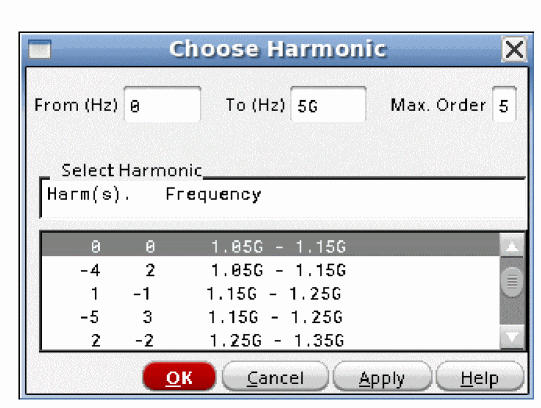 Choose Harmonic
From (Hz) 0 To (Hz) 5G Max. Order 5
Select Harmonic
Harm(s). Frequency
0 0 1.05G - 1.15G
-4 2 1.05G - 1.15G
1 -1 1.15G - 1.25G
-5 3 1.15G - 1.25G
2 -2 1.25G - 1.35G
OK Cancel Apply Help